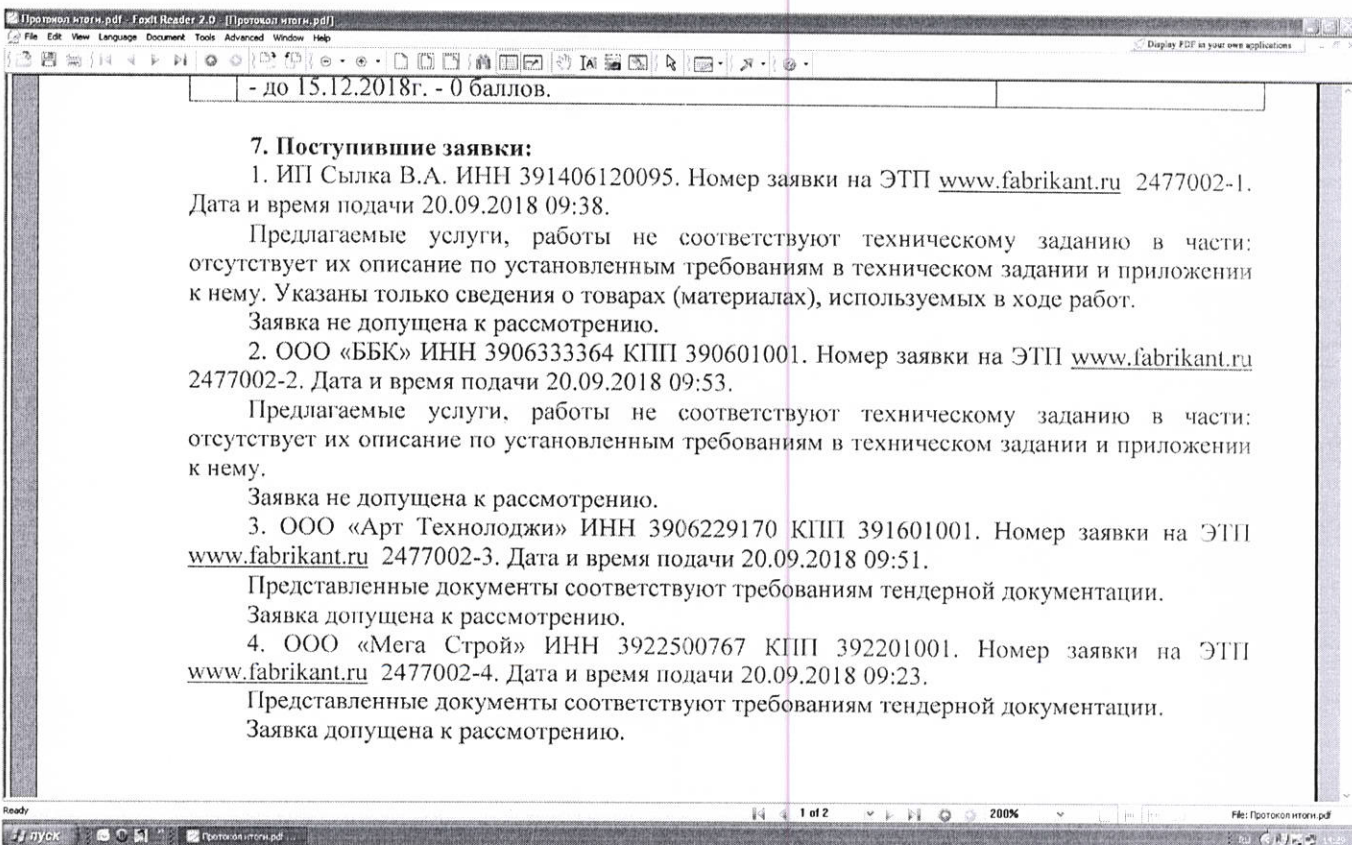 Протокол итоги.pdf - Foxit Reader 2.0 - [Протокол итоги.pdf]
File Edit View Language Document Tools Advanced Window Help
Display PDF in your own applications
- до 15.12.2018г. - 0 баллов.
7. Поступившие заявки:
1. ИП Сылка В.А. ИНН 391406120095. Номер заявки на ЭТП www.fabrikant.ru 2477002-1.
Дата и время подачи 20.09.2018 09:38.
Предлагаемые услуги, работы не соответствуют техническому заданию в части:
отсутствует их описание по установленным требованиям в техническом задании и приложении
к нему. Указаны только сведения о товарах (материалах), используемых в ходе работ.
Заявка не допущена к рассмотрению.
2. ООО «ББК» ИНН 3906333364 КПП 390601001. Номер заявки на ЭТП www.fabrikant.ru
2477002-2. Дата и время подачи 20.09.2018 09:53.
Предлагаемые услуги, работы не соответствуют техническому заданию в части:
отсутствует их описание по установленным требованиям в техническом задании и приложении
к нему.
Заявка не допущена к рассмотрению.
3. ООО «Арт Технолоджи» ИНН 3906229170 КПП 391601001. Номер заявки на ЭТП
www.fabrikant.ru 2477002-3. Дата и время подачи 20.09.2018 09:51.
Представленные документы соответствуют требованиям тендерной документации.
Заявка допущена к рассмотрению.
4. ООО «Мега Строй» ИНН 3922500767 КПП 392201001. Номер заявки на ЭТП
www.fabrikant.ru 2477002-4. Дата и время подачи 20.09.2018 09:23.
Представленные документы соответствуют требованиям тендерной документации.
Заявка допущена к рассмотрению.
Ready 1 of 2 200% File: Протокол итоги.pdf
пуск Протокол итоги.pdf ...